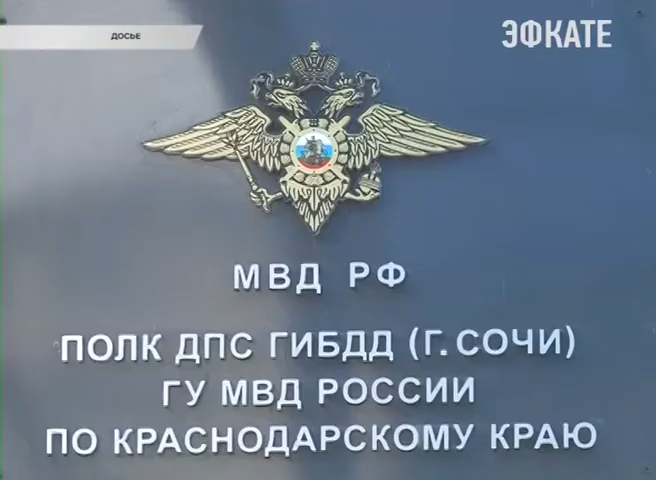 ДОСЬЕ
ЭФКАТЕ
МВД РФ
ПОЛК ДПС ГИБДД (Г. СОЧИ)
ГУ МВД РОССИИ
ПО КРАСНОДАРСКОМУ КРАЮ